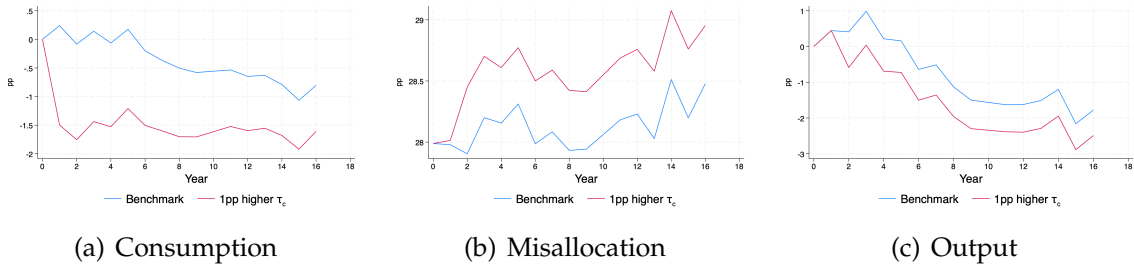 .5
0
-.5
-1
-1.5
-2
pp
0 2 4 6 8 10 12 14 16 18
Year
Benchmark 1pp higher τc
(a) Consumption
29
28.5
28
pp
0 2 4 6 8 10 12 14 16 18
Year
Benchmark 1pp higher τc
(b) Misallocation
1
0
-1
-2
-3
pp
0 2 4 6 8 10 12 14 16 18
Year
Benchmark 1pp higher τc
(c) Output